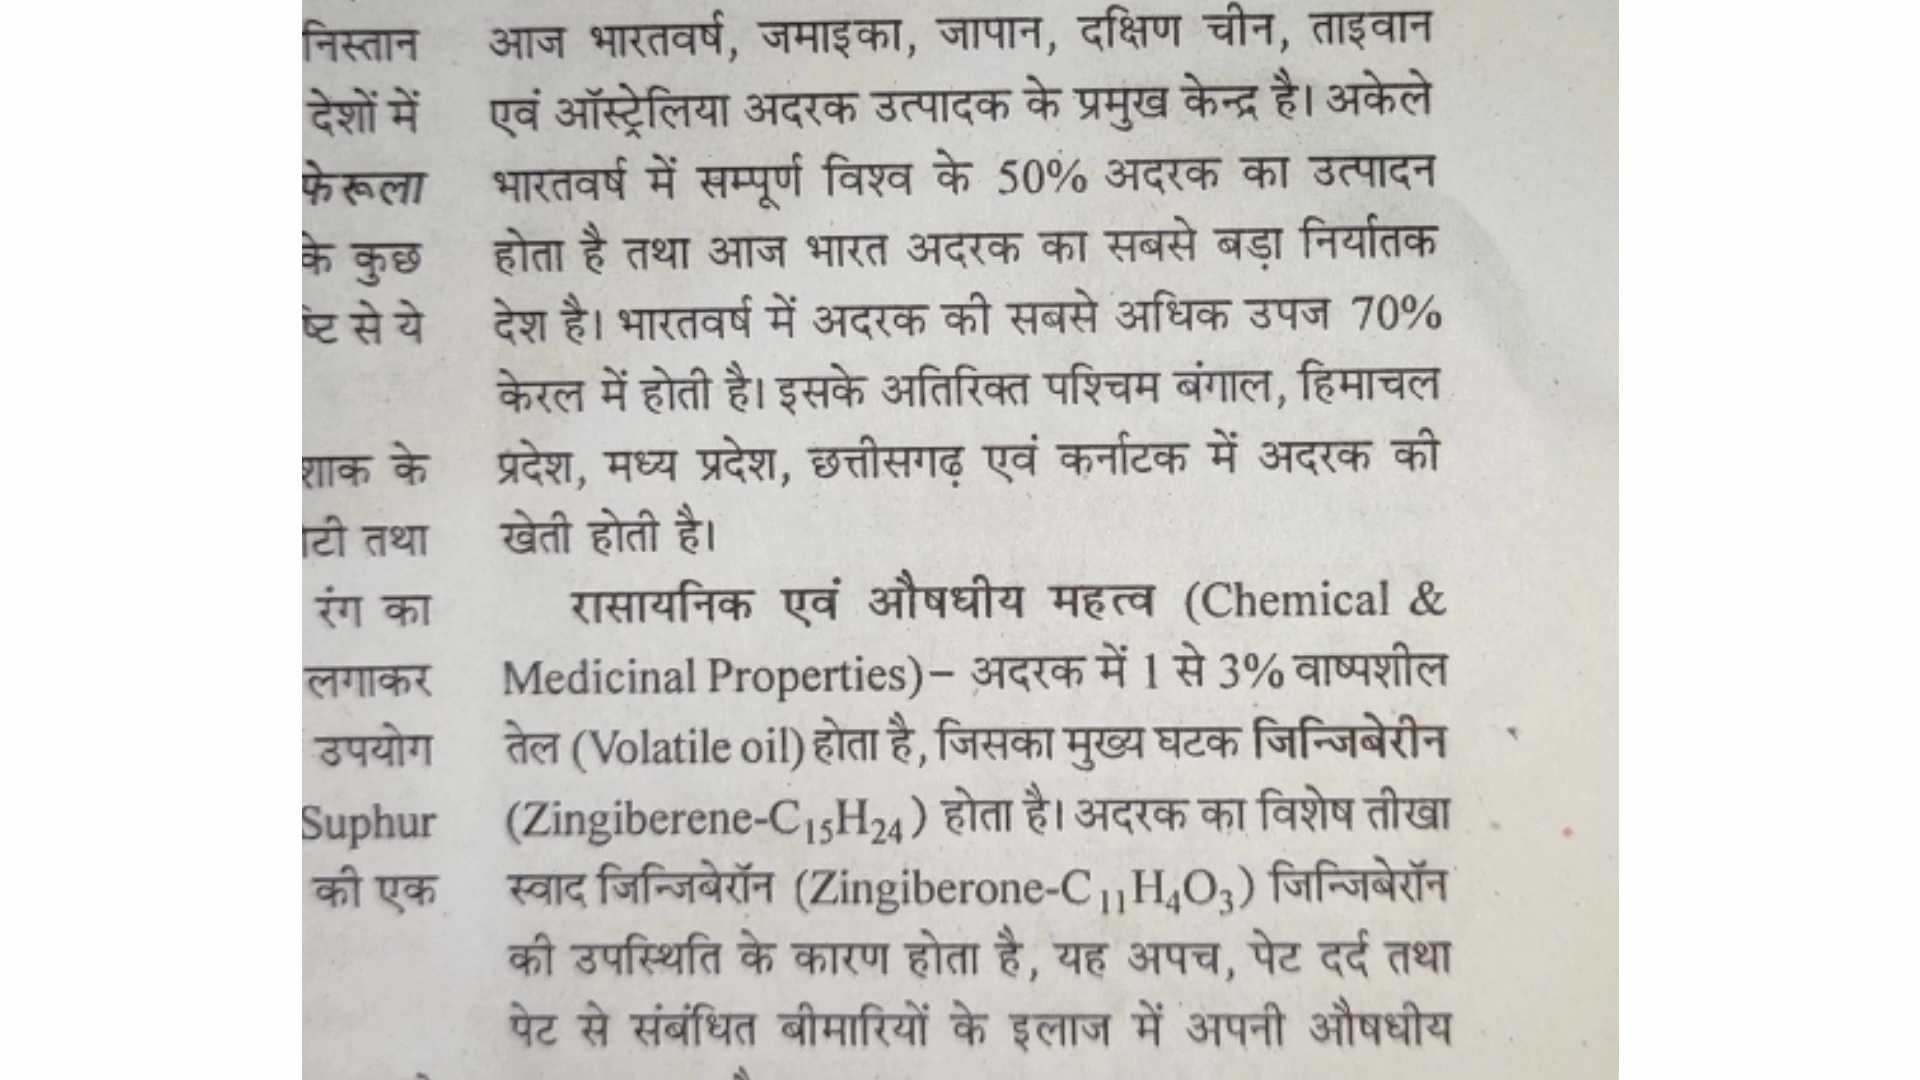 निस्तान
देशों में
फेरूला
के कुछ
ष्ट से ये
शाक के
टी तथा
रंग का
लगाकर
उपयोग
Suphur
की एक
आज भारतवर्ष, जमाइका, जापान, दक्षिण चीन, ताइवान
एवं ऑस्ट्रेलिया अदरक उत्पादक के प्रमुख केन्द्र है। अकेले
भारतवर्ष में सम्पूर्ण विश्व के 50% अदरक का उत्पादन
होता है तथा आज भारत अदरक का सबसे बड़ा निर्यातक
देश है। भारतवर्ष में अदरक की सबसे अधिक उपज 70%
केरल में होती है। इसके अतिरिक्त पश्चिम बंगाल, हिमाचल
प्रदेश, मध्य प्रदेश, छत्तीसगढ़ एवं कर्नाटक में अदरक की
खेती होती है।
रासायनिक एवं औषधीय महत्व (Chemical &
Medicinal Properties)– अदरक में 1 से 3% वाष्पशील
तेल (Volatile oil) होता है, जिसका मुख्य घटक जिन्जिबेरीन
(Zingiberene-C₁₅H₂₄) होता है। अदरक का विशेष तीखा
स्वाद जिन्जिबेरॉन (Zingiberone-C₁₁H₄O₃) जिन्जिबेरॉन
की उपस्थिति के कारण होता है, यह अपच, पेट दर्द तथा
पेट से संबंधित बीमारियों के इलाज में अपनी औषधीय